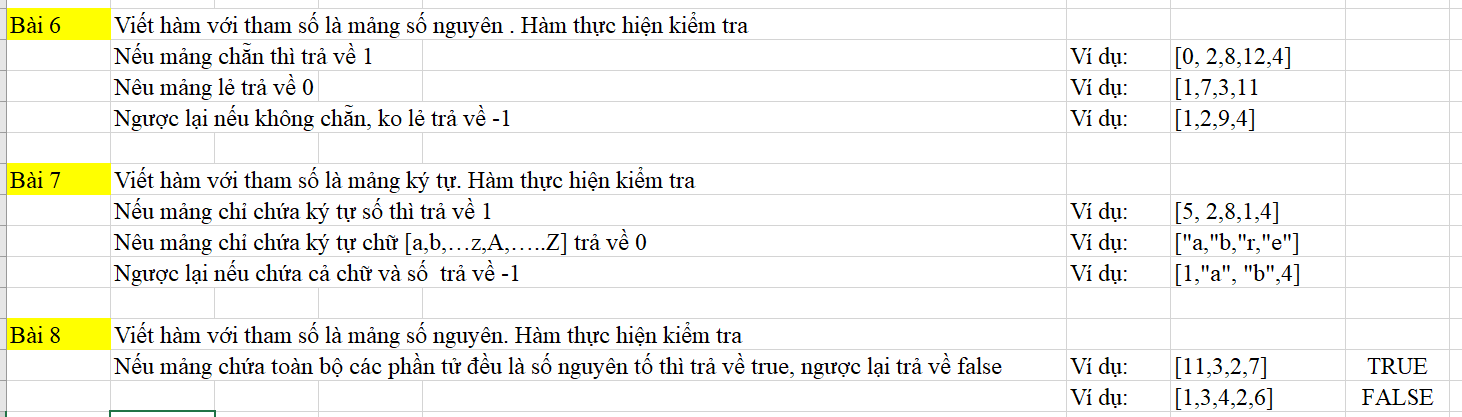 Bài 6 Viết hàm với tham số là mảng số nguyên . Hàm thực hiện kiểm tra
Nếu mảng chẵn thì trả về 1 Ví dụ: [0, 2,8,12,4]
Nêu mảng lẻ trả về 0 Ví dụ: [1,7,3,11
Ngược lại nếu không chẵn, ko lẻ trả về -1 Ví dụ: [1,2,9,4]
Bài 7 Viết hàm với tham số là mảng ký tự. Hàm thực hiện kiểm tra
Nếu mảng chỉ chứa ký tự số thì trả về 1 Ví dụ: [5, 2,8,1,4]
Nêu mảng chỉ chứa ký tự chữ [a,b,…z,A,…..Z] trả về 0 Ví dụ: ["a,"b,"r,"e"]
Ngược lại nếu chứa cả chữ và số trả về -1 Ví dụ: [1,"a", "b",4]
Bài 8 Viết hàm với tham số là mảng số nguyên. Hàm thực hiện kiểm tra
Nếu mảng chứa toàn bộ các phần tử đều là số nguyên tố thì trả về true, ngược lại trả về false Ví dụ: [11,3,2,7] TRUE
Ví dụ: [1,3,4,2,6] FALSE